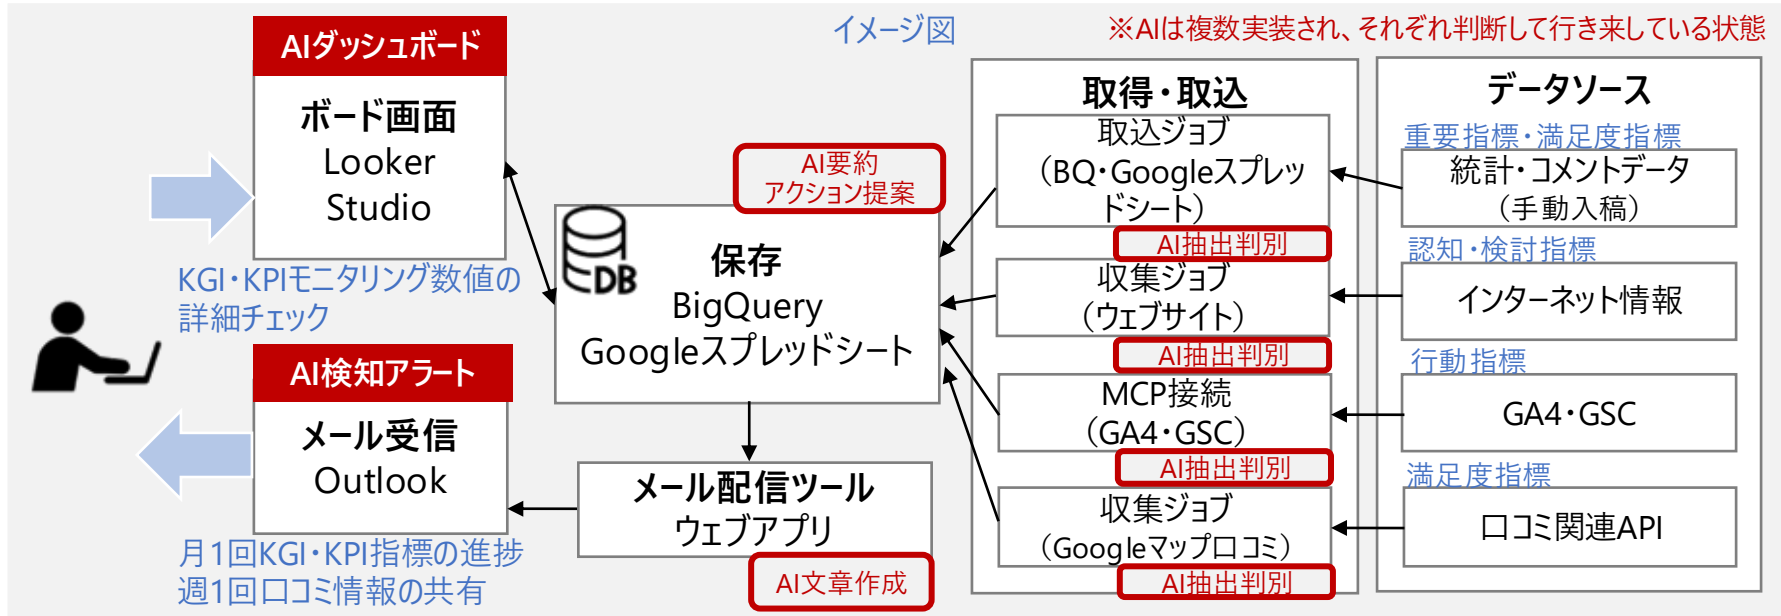 イメージ図
※AIは複数実装され、それぞれ判断して行き来している状態
AIダッシュボード
ボード画面
Looker
Studio
KGI・KPIモニタリング数値の
詳細チェック
AI検知アラート
メール受信
Outlook
月1回KGI・KPI指標の進捗
週1回口コミ情報の共有
AI要約
アクション提案
DB
保存
BigQuery
Googleスプレッドシート
メール配信ツール
ウェブアプリ
AI文章作成
取得・取込
取込ジョブ
（BQ・Googleスプレッ
ドシート）
AI抽出判別
収集ジョブ
（ウェブサイト）
AI抽出判別
MCP接続
（GA4・GSC）
AI抽出判別
収集ジョブ
（Googleマップ口コミ）
AI抽出判別
データソース
重要指標・満足度指標
統計・コメントデータ
（手動入稿）
認知・検討指標
インターネット情報
行動指標
GA4・GSC
満足度指標
口コミ関連API